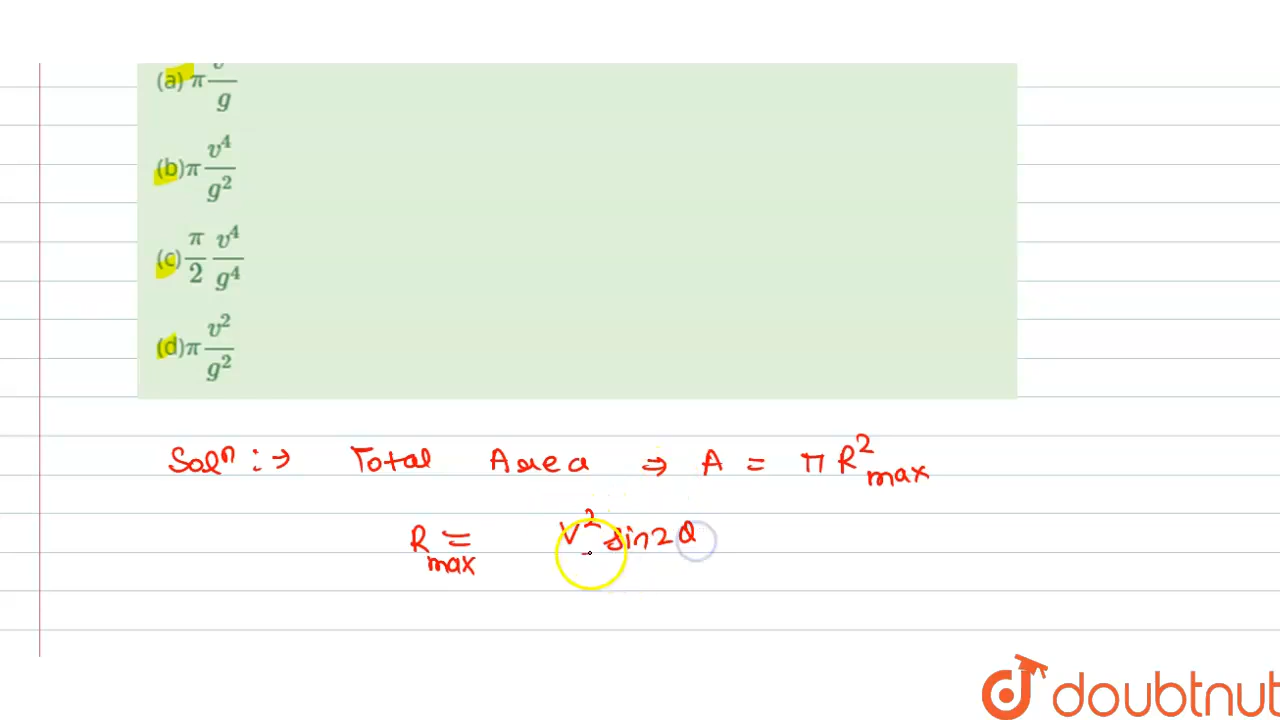 (a) π v / g
(b) π v⁴ / g²
(c) π/2 v⁴ / g⁴
(d) π v² / g²
Solⁿ :→ Total Area ⇒ A = π R²max
Rmax = v² sin2θ
doubtnut